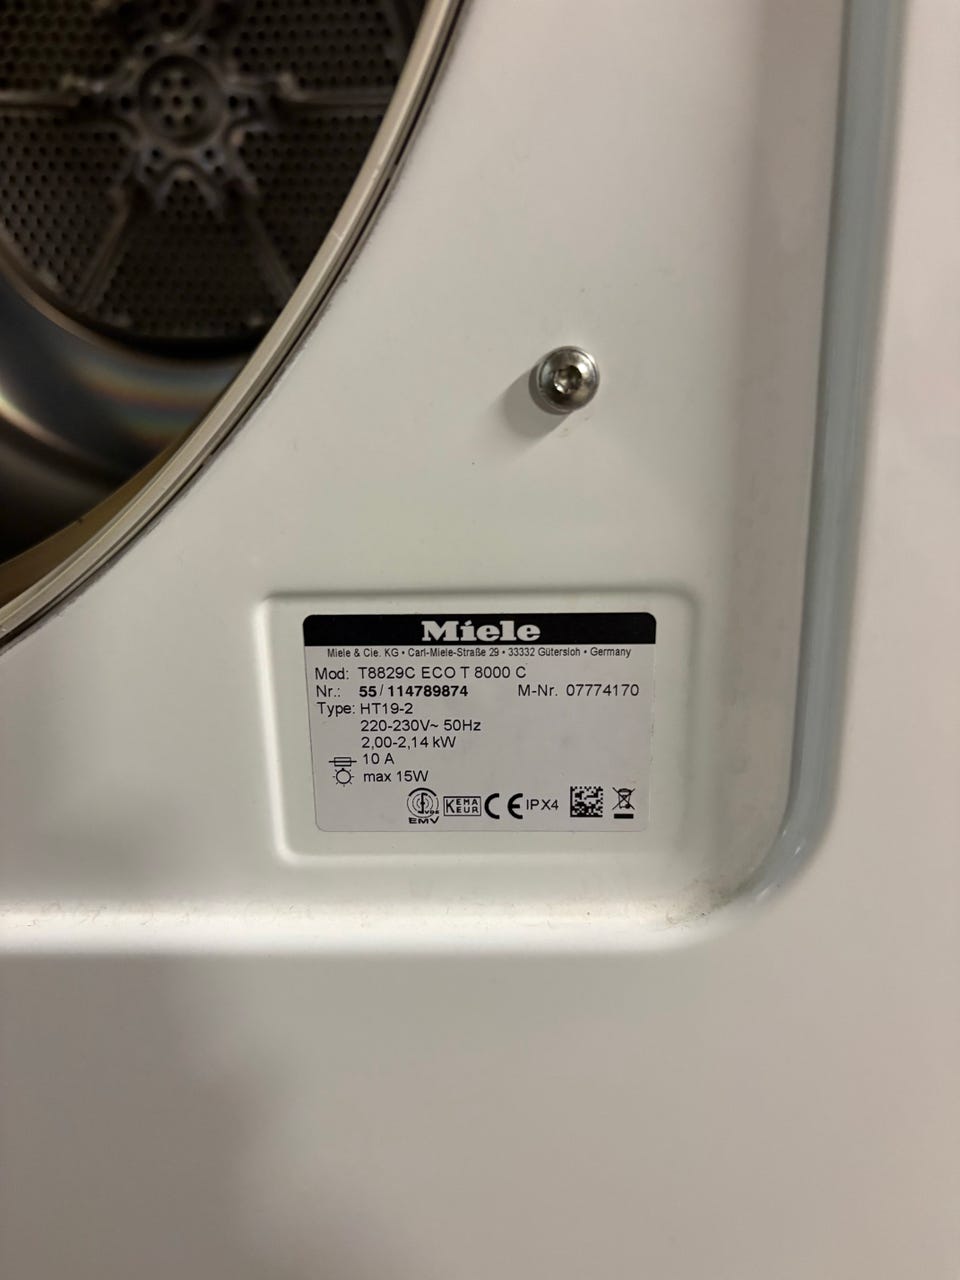 Miele
Miele & Cie. KG • Carl-Miele-Straße 29 • 33332 Gütersloh • Germany
Mod: T8829C ECO T 8000 C
Nr.: 55/114789874 M-Nr. 07774170
Type: HT19-2
220-230V~ 50Hz
2,00-2,14 kW
10 A
max 15W
VDE EMV KEMA EUR CE IPX4